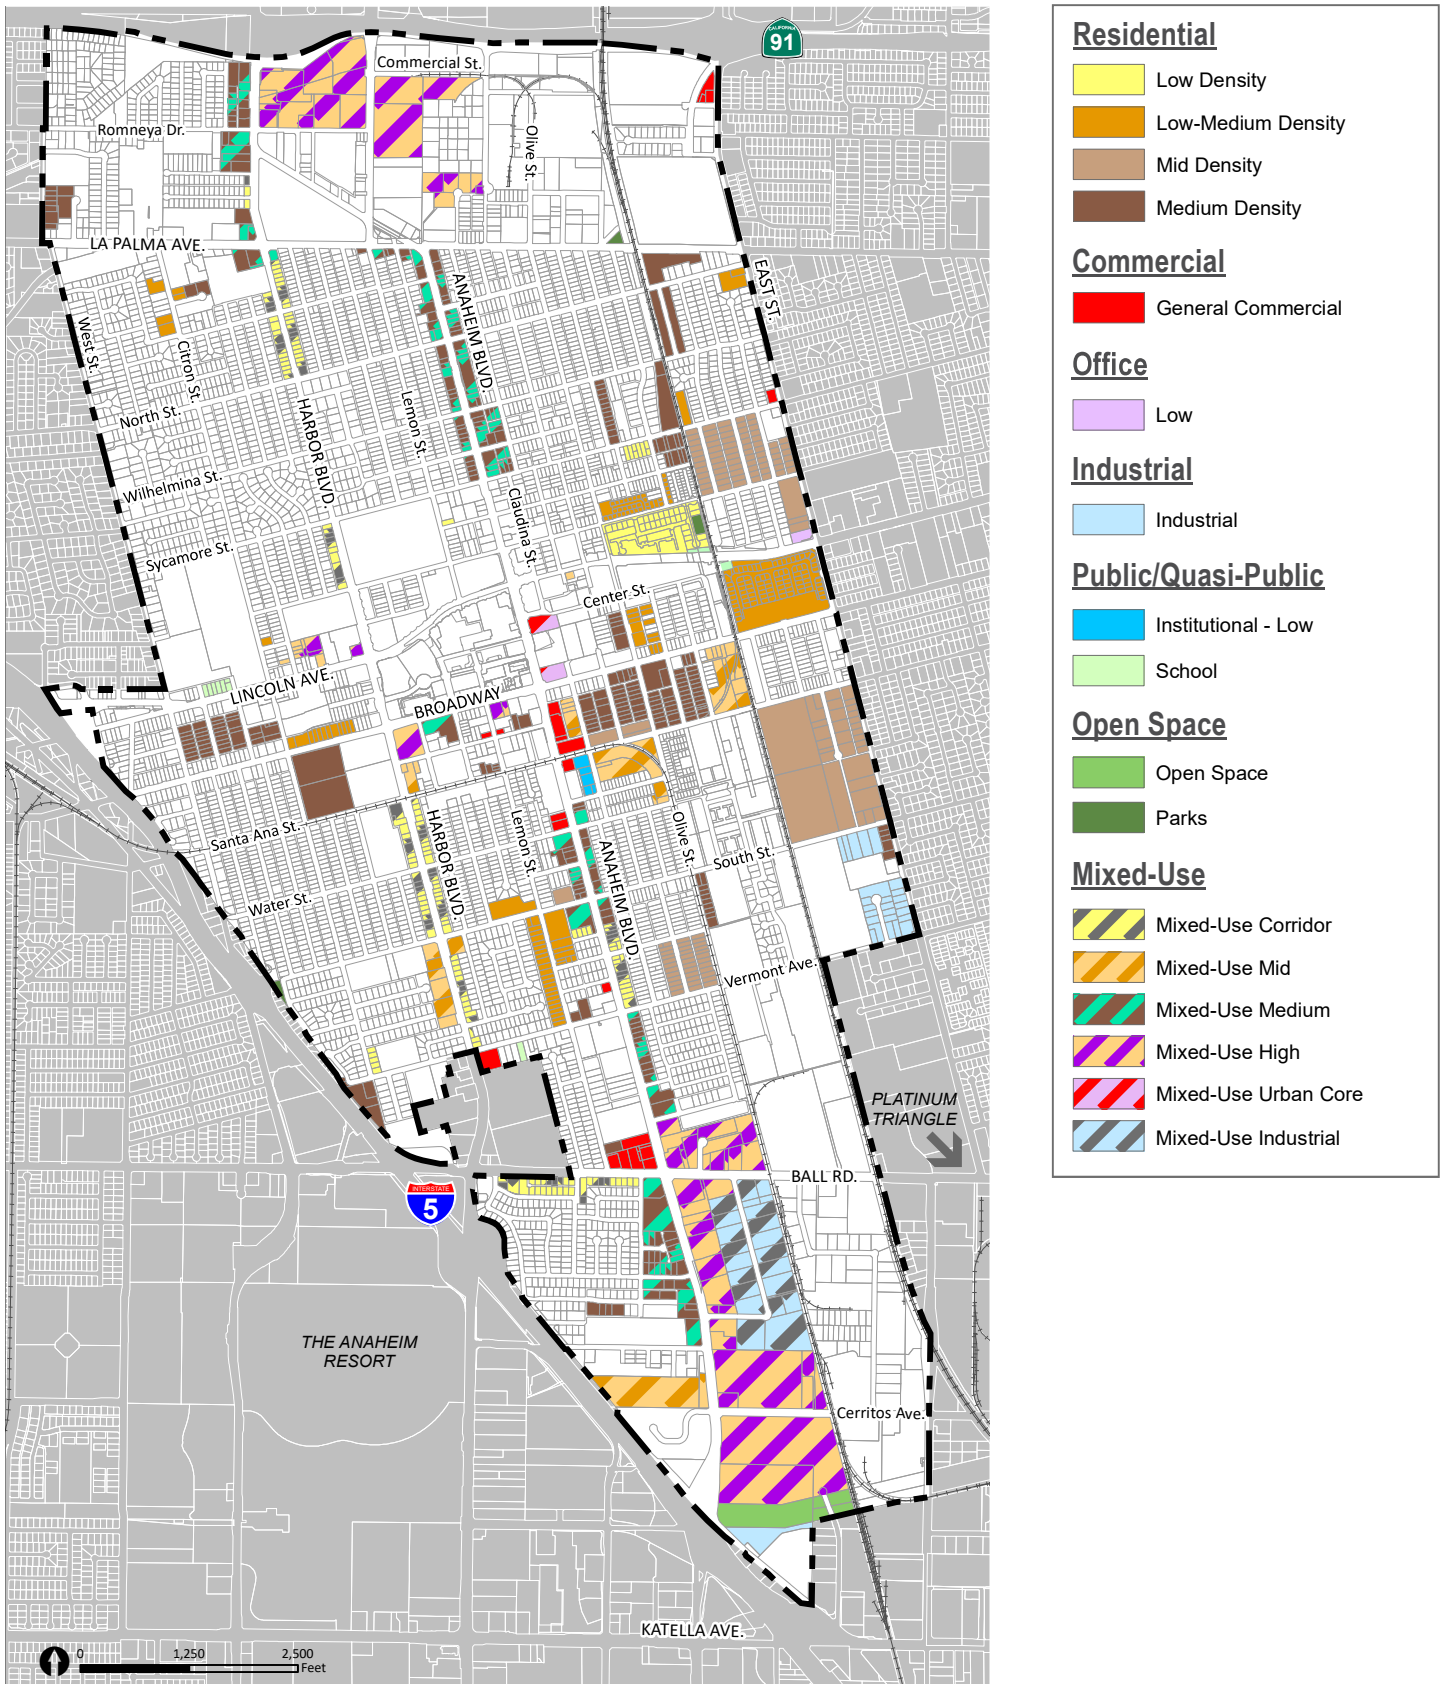 CALIFORNIA
91
Commercial St.
Romneya Dr.
Olive St.
LA PALMA AVE.
ANAHEIM BLVD.
EAST ST.
West St.
Citron St.
North St.
HARBOR BLVD.
Lemon St.
Wilhelmina St.
Claudina St.
Sycamore St.
Center St.
LINCOLN AVE.
BROADWAY
Santa Ana St.
HARBOR BLVD.
Lemon St.
ANAHEIM BLVD.
Olive St.
South St.
Water St.
Vermont Ave.
PLATINUM
TRIANGLE
BALL RD.
INTERSTATE
5
THE ANAHEIM
RESORT
Cerritos Ave.
KATELLA AVE.
0 1,250 2,500
Feet
Residential
Low Density
Low-Medium Density
Mid Density
Medium Density
Commercial
General Commercial
Office
Low
Industrial
Industrial
Public/Quasi-Public
Institutional - Low
School
Open Space
Open Space
Parks
Mixed-Use
Mixed-Use Corridor
Mixed-Use Mid
Mixed-Use Medium
Mixed-Use High
Mixed-Use Urban Core
Mixed-Use Industrial